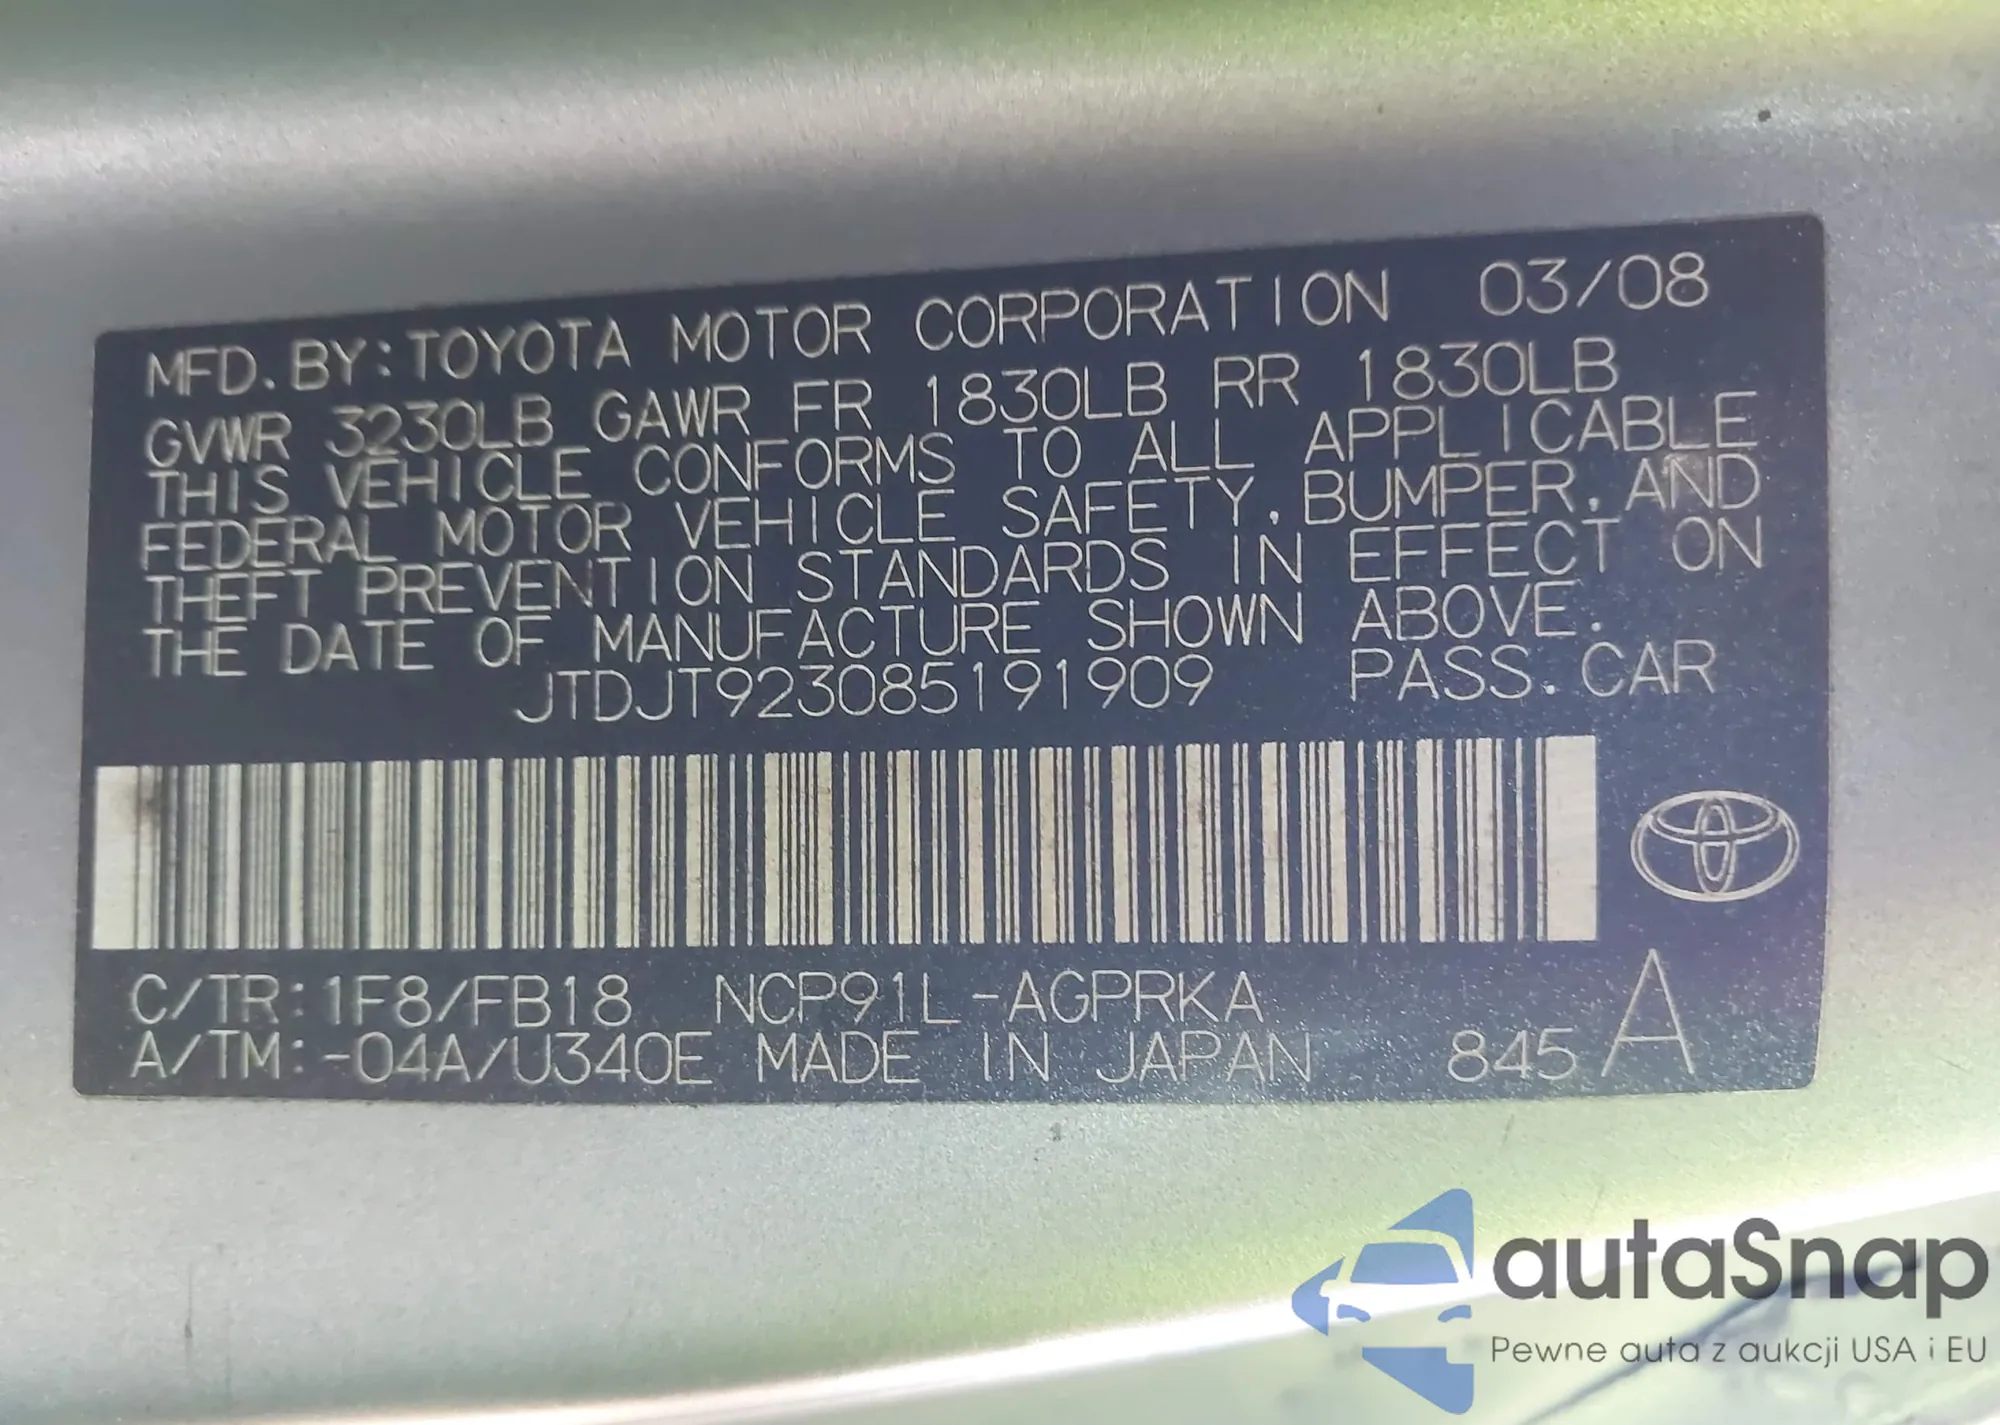 MFD. BY: TOYOTA MOTOR CORPORATION 03/08
GVWR 3230LB GAWR FR 1830LB RR 1830LB
THIS VEHICLE CONFORMS TO ALL APPLICABLE
FEDERAL MOTOR VEHICLE SAFETY, BUMPER, AND
THEFT PREVENTION STANDARDS IN EFFECT ON
THE DATE OF MANUFACTURE SHOWN ABOVE.
JTDJT923085191909 PASS. CAR
C/TR: 1F8/FB18 NCP91L-AGPRKA
A/TM: -04A/U340E MADE IN JAPAN 845 A
autaSnap
Pewne auta z aukcji USA i EU